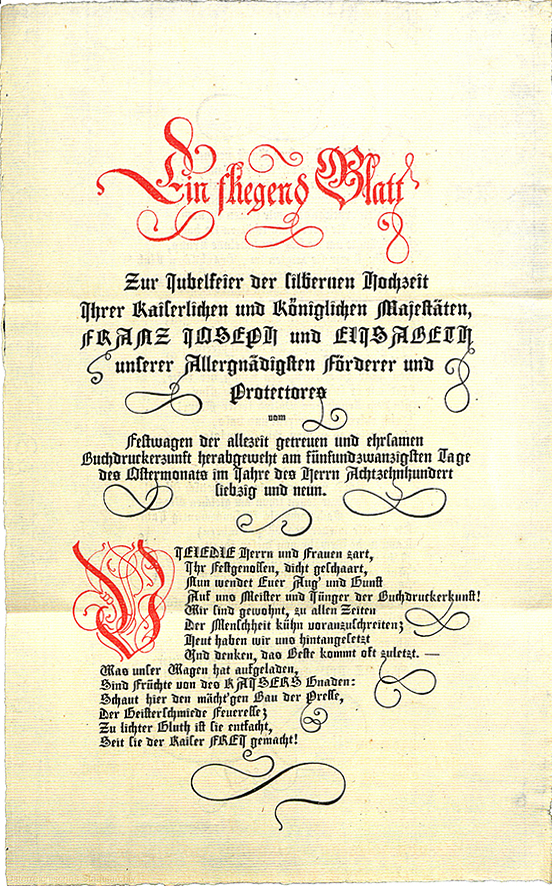 Ein fliegend Blatt
Zur Jubelfeier der silbernen Hochzeit
Ihrer Kaiserlichen und Königlichen Majestäten,
FRANZ JOSEPH und ELISABETH
unserer Allergnädigsten Förderer und
Protectores
vom
Festwagen der allezeit getreuen und ehrsamen
Buchdruckerzunft herabgeweht am fünfundzwanzigsten Tage
des Ostermonats im Jahre des Herrn Achtzehnhundert
siebzig und neun.
VIELEDLE Herrn und Frauen zart,
Ihr Festgenossen, dicht geschaart,
Nun wendet Euer Aug' und Gunst
Auf uns Meister und Jünger der Buchdruckerkunst!
Wir sind gewohnt, zu allen Zeiten
Der Menschheit kühn voranzuschreiten;
Heut haben wir uns hintangesetzt
Und denken, das Beste kommt oft zuletzt. —
Was unser Wagen hat aufgeladen,
Sind Früchte von des KAISERS Gnaden:
Schaut hier den mächt'gen Bau der Presse,
Der Geisterschmiede Feueresse;
Zu lichter Gluth ist sie entfacht,
Seit sie der Kaiser FREI gemacht!